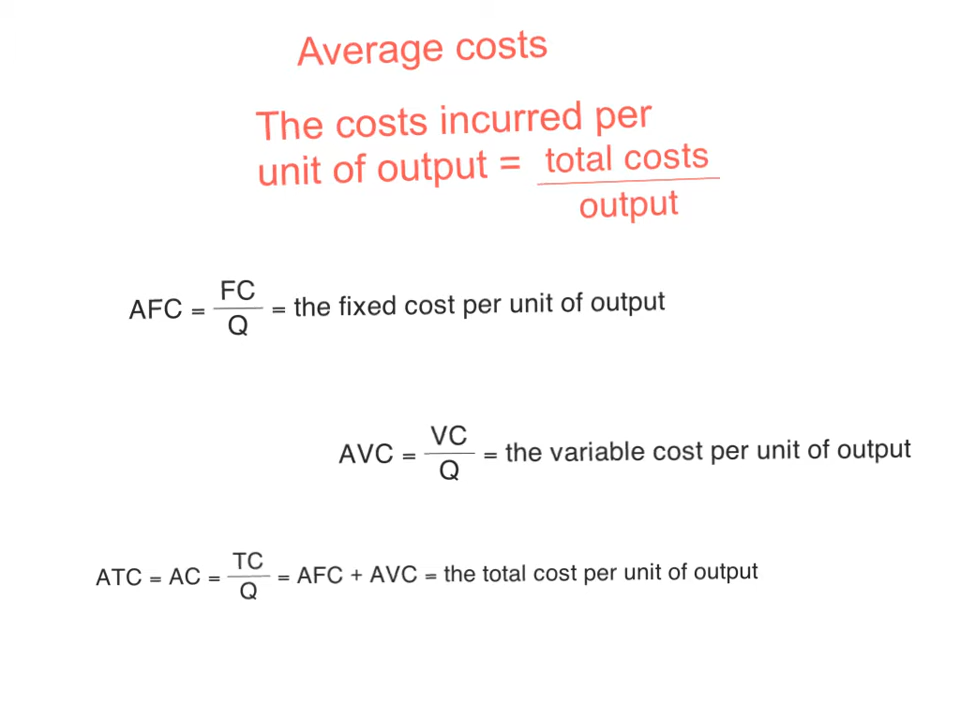 Average costs
The costs incurred per
unit of output = total costs
output
AFC = FC
Q = the fixed cost per unit of output
AVC = VC
Q = the variable cost per unit of output
ATC = AC = TC
Q = AFC + AVC = the total cost per unit of output